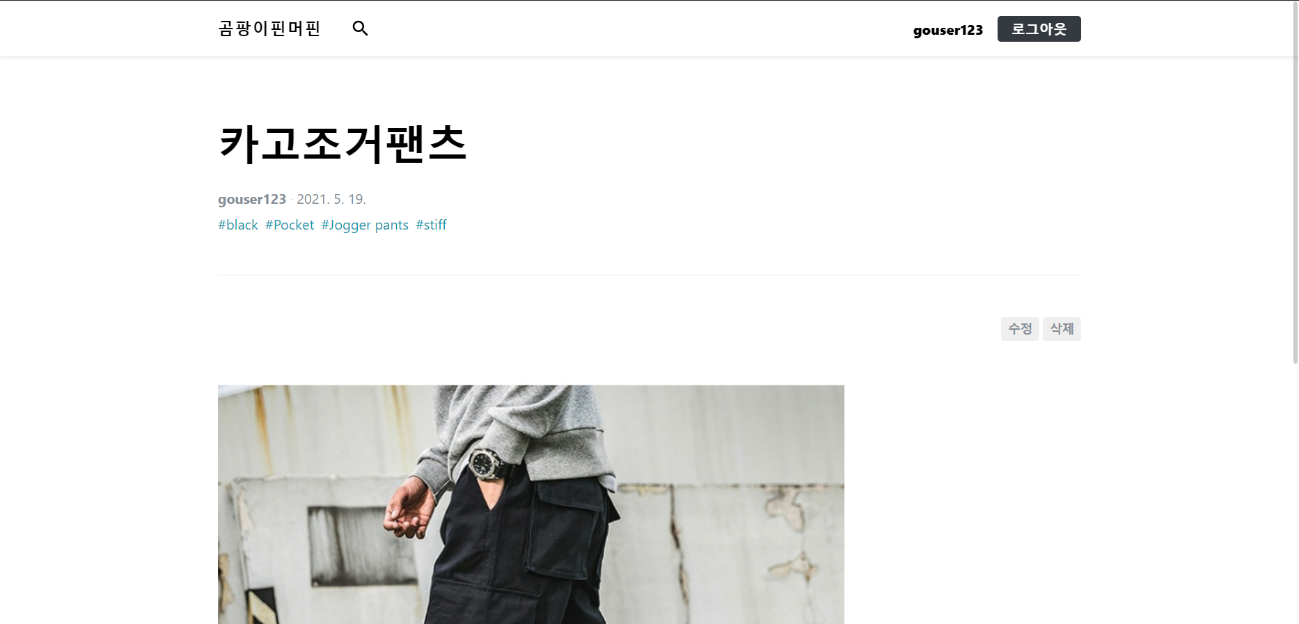 곰팡이핀머핀 gouser123 로그아웃
카고조거팬츠
gouser123 · 2021. 5. 19.
#black #Pocket #Jogger pants #stiff
수정 삭제